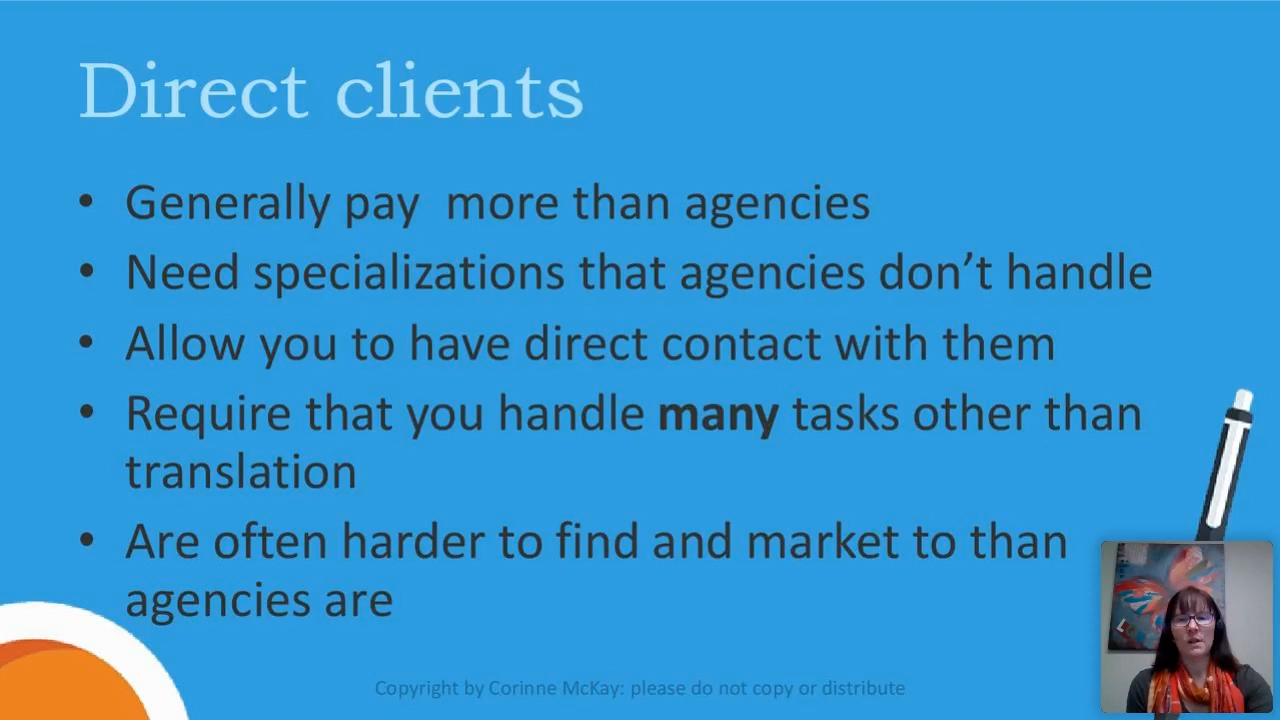 Direct clients
• Generally pay  more than agencies
• Need specializations that agencies don’t handle
• Allow you to have direct contact with them
• Require that you handle many tasks other than
translation
• Are often harder to find and market to than
agencies are
Copyright by Corinne McKay: please do not copy or distribute